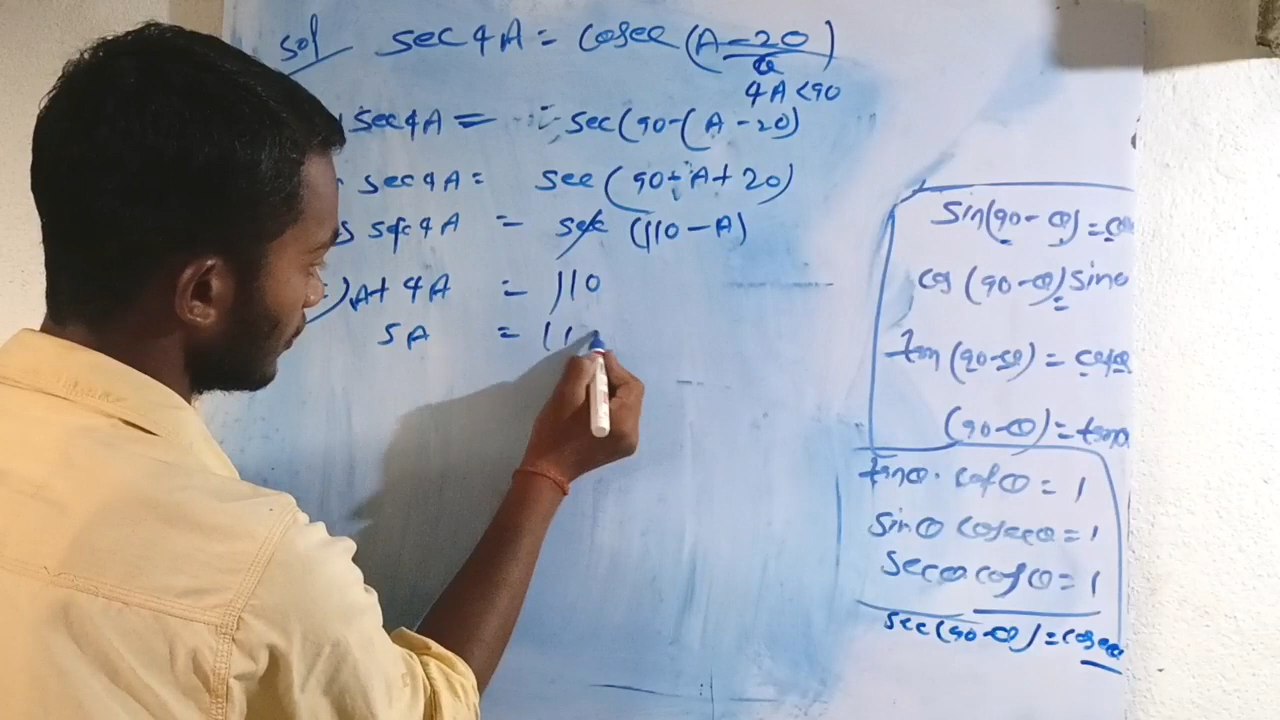 sol sec4A = cosec (A-20)
θ
4A<90
sec4A = sec(90-(A-20)
sec4A = sec(90-A+20)
sec4A = sec (110-A)
A+ 4A = 110
5A = 11
sin(90-θ) =
cos (90-θ) sinθ
tan (90-θ) = cotθ
(90-θ) = tanθ
tanθ. cotθ = 1
sinθ cosecθ = 1
secθ cosθ = 1
sec(90-θ) = cosecθ